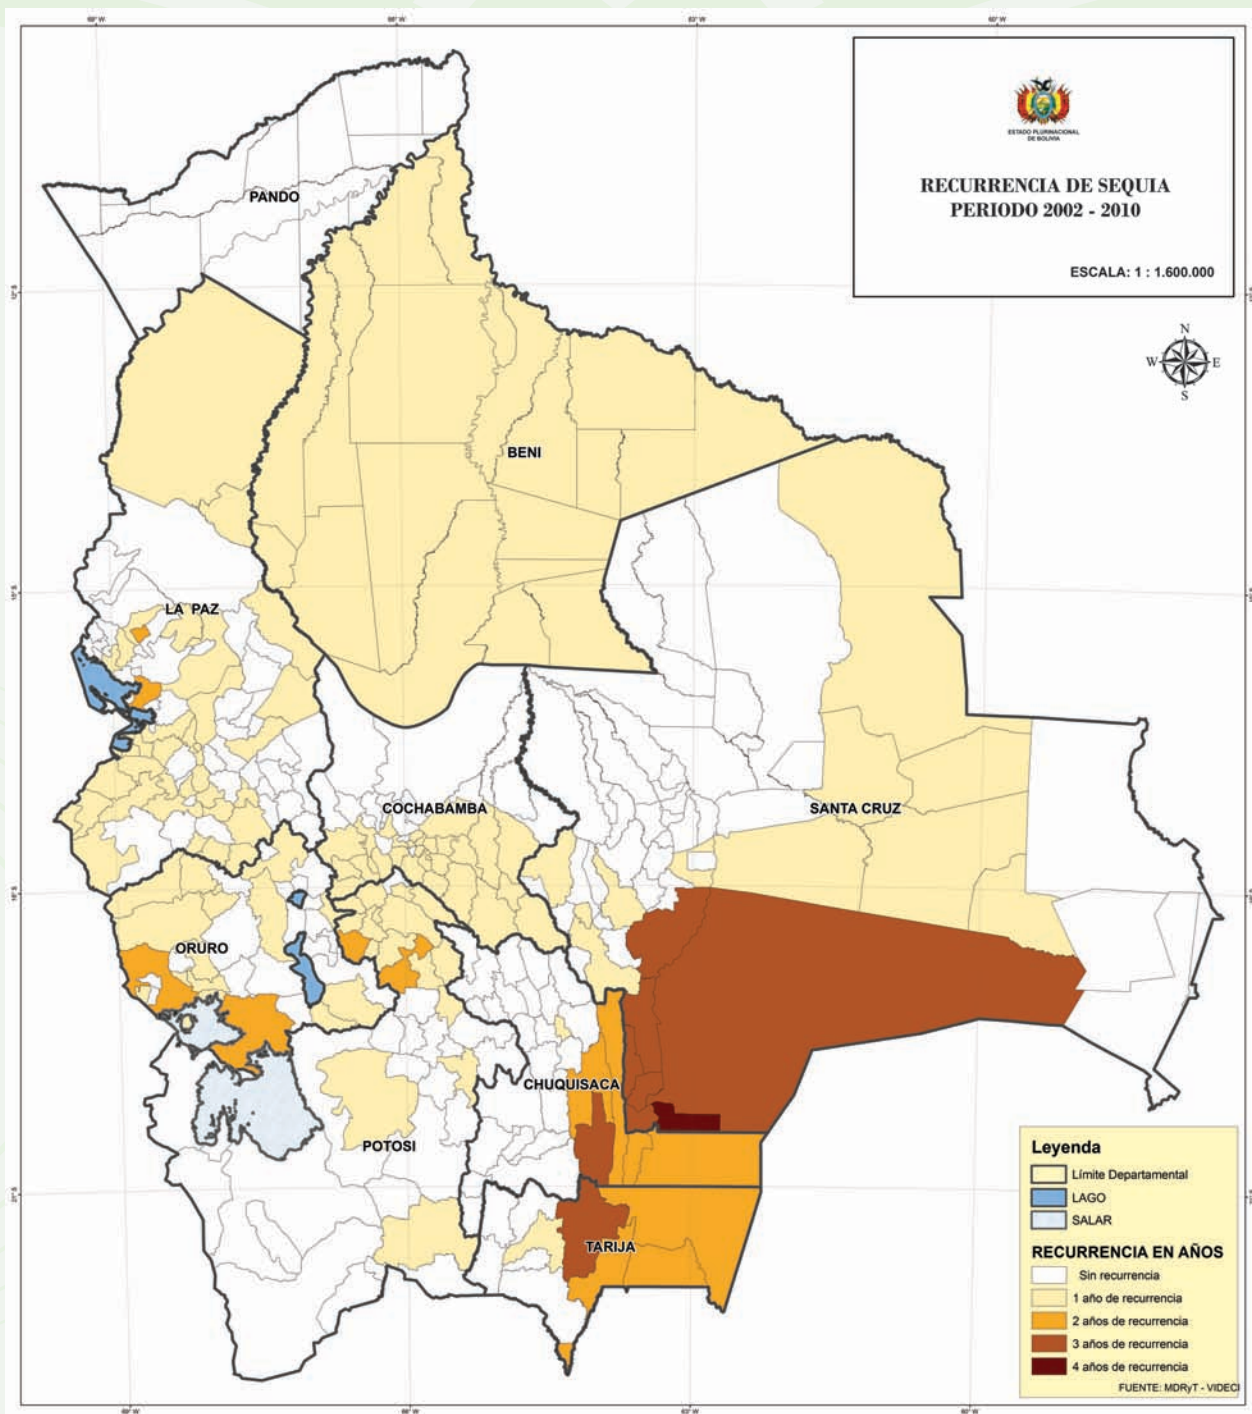 ESTADO PLURINACIONAL
DE BOLIVIA
RECURRENCIA DE SEQUIA
PERIODO 2002 - 2010
ESCALA: 1 : 1.600.000
N
W
E
S
PANDO
BENI
LA PAZ
COCHABAMBA
SANTA CRUZ
ORURO
CHUQUISACA
POTOSI
TARIJA
Leyenda
Límite Departamental
LAGO
SALAR
RECURRENCIA EN AÑOS
Sin recurrencia
1 año de recurrencia
2 años de recurrencia
3 años de recurrencia
4 años de recurrencia
FUENTE: MDRyT - VIDECI